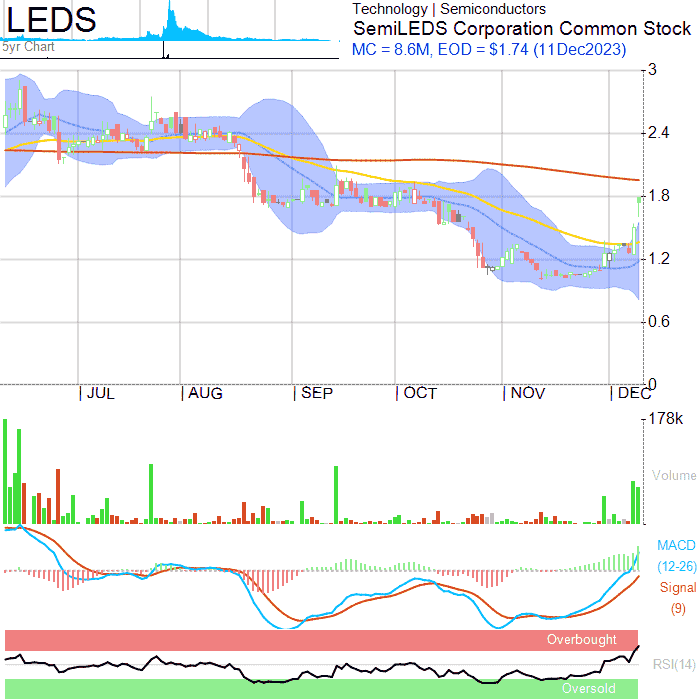 LEDS
5yr Chart
Technology | Semiconductors
SemiLEDS Corporation Common Stock
MC = 8.6M, EOD = $1.74 (11Dec2023)
3
2.4
1.8
1.2
0.6
0
JUL AUG SEP OCT NOV DEC
178k
Volume
MACD
(12-26)
Signal
(9)
Overbought
RSI(14)
Oversold